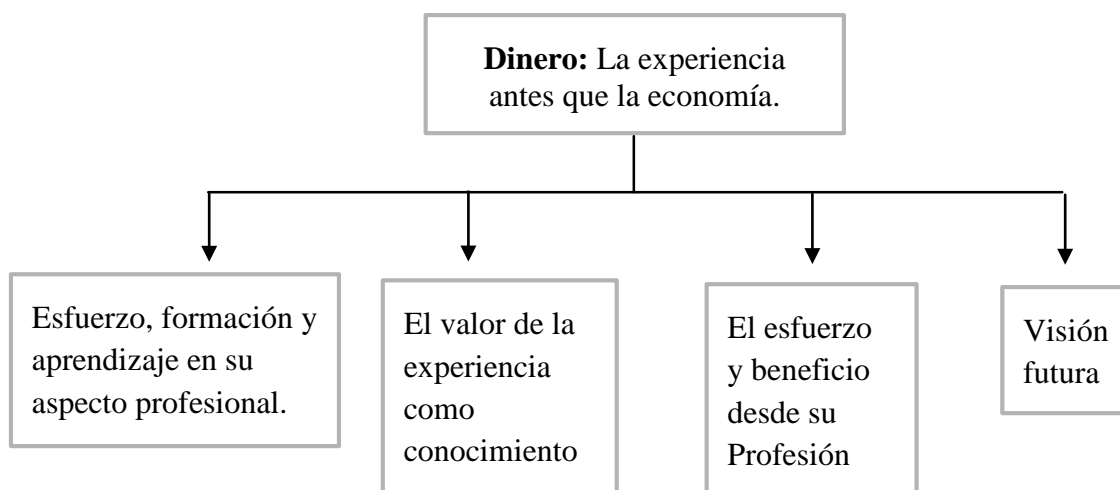 Dinero: La experiencia
antes que la economía.
Esfuerzo, formación y
aprendizaje en su
aspecto profesional.
El valor de la
experiencia
como
conocimiento
El esfuerzo
y beneficio
desde su
Profesión
Visión
futura